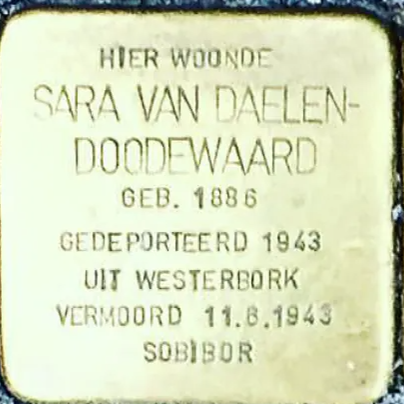 HIER WOONDE
SARA VAN DAELEN-
DOODEWAARD
GEB. 1886
GEDEPORTEERD 1943
UIT WESTERBORK
VERMOORD 11.6.1943
SOBIBOR